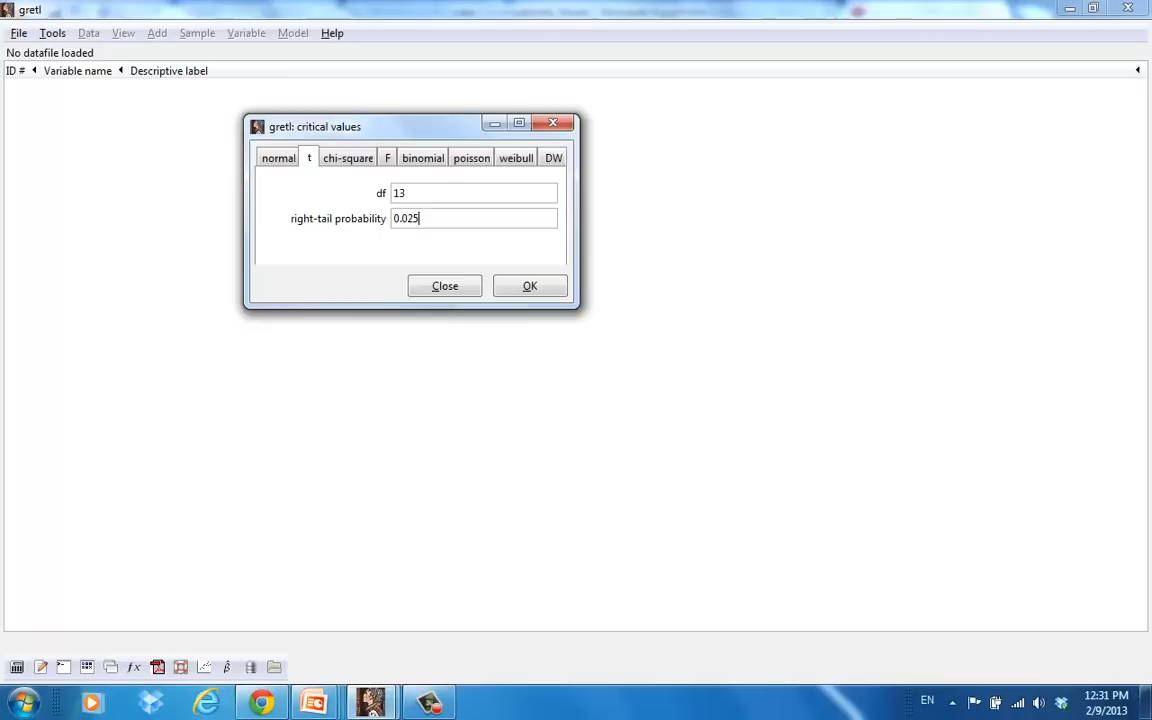 gretl
File Tools Data View Add Sample Variable Model Help
No datafile loaded
ID # Variable name Descriptive label
gretl: critical values
normal t chi-square F binomial poisson weibull DW
df 13
right-tail probability 0.025
Close OK
fx β̂
EN 12:31 PM
2/9/2013